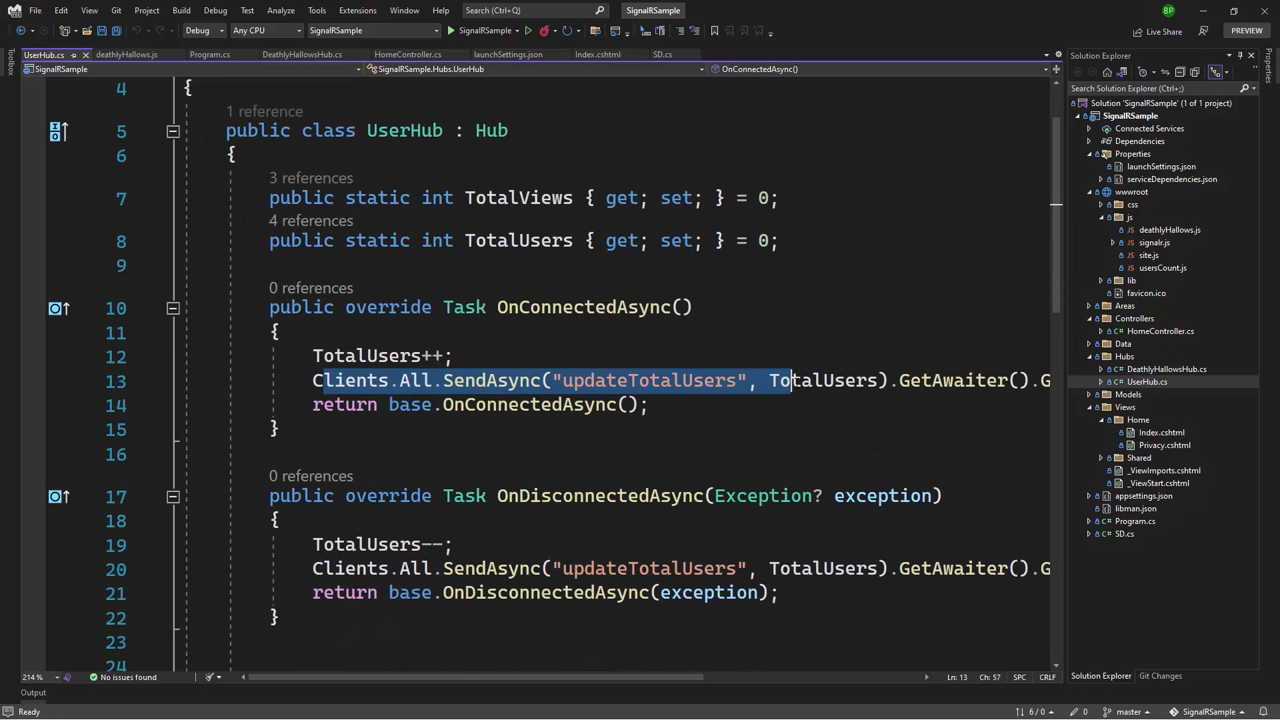 File Edit View Git Project Build Debug Test Analyze Tools Extensions Window Help Search (Ctrl+Q) SignalRSample BP
Debug Any CPU SignalRSample SignalRSample Live Share PREVIEW
UserHub.cs deathlyHallows.js Program.cs DeathlyHallowsHub.cs HomeController.cs launchSettings.json Index.cshtml SD.cs
SignalRSample SignalRSample.Hubs.UserHub OnConnectedAsync()
Toolbox
4 {
1 reference
5 public class UserHub : Hub
6 {
3 references
7 public static int TotalViews { get; set; } = 0;
4 references
8 public static int TotalUsers { get; set; } = 0;
9
0 references
10 public override Task OnConnectedAsync()
11 {
12 TotalUsers++;
13 Clients.All.SendAsync("updateTotalUsers", TotalUsers).GetAwaiter().G
14 return base.OnConnectedAsync();
15 }
16
0 references
17 public override Task OnDisconnectedAsync(Exception? exception)
18 {
19 TotalUsers--;
20 Clients.All.SendAsync("updateTotalUsers", TotalUsers).GetAwaiter().G
21 return base.OnDisconnectedAsync(exception);
22 }
23
24
214 % No issues found Ln: 13 Ch: 57 SPC CRLF
Output
Solution Explorer
Search Solution Explorer (Ctrl+;)
Solution 'SignalRSample' (1 of 1 project)
SignalRSample
Connected Services
Dependencies
Properties
launchSettings.json
serviceDependencies.json
wwwroot
css
js
deathlyHallows.js
signalr.js
site.js
usersCount.js
lib
favicon.ico
Areas
Controllers
HomeController.cs
Data
Hubs
DeathlyHallowsHub.cs
UserHub.cs
Models
Views
Home
Index.cshtml
Privacy.cshtml
Shared
_ViewImports.cshtml
_ViewStart.cshtml
appsettings.json
libman.json
Program.cs
SD.cs
Solution Explorer Git Changes
Properties
6 / 0 0 master SignalRSample